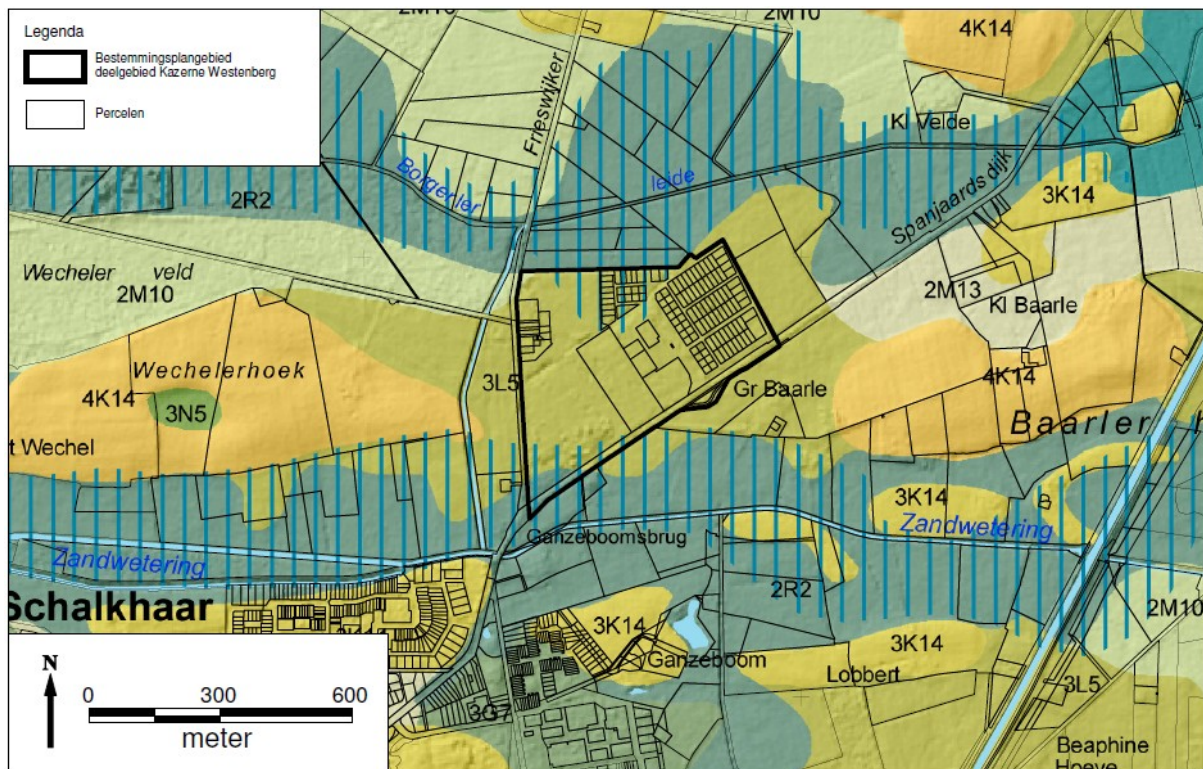 Legenda
Bestemmingsplangebied
deelgebied Kazerne Westenberg
Percelen
2M10
2M10
4K14
Frieswijker
Kl Velde
Borgerler
leide
Spanjaards dijk
3K14
2R2
Wecheler veld
2M10
2M13
Kl Baarle
Wechelerhoek
3L5
4K14
3N5
Gr Baarle
4K14
Baarler
t Wechel
3K14
Zandwetering
Ganzeboomsbrug
Zandwetering
Schalkhaar
2R2
2M10
3K14
3K14
Ganzeboom
Lobbert
3L5
3G7
N
0 300 600
meter
Beaphine
Hoeve